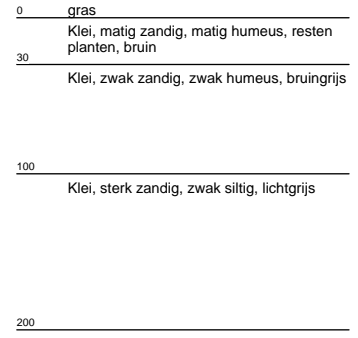 0 gras
Klei, matig zandig, matig humeus, resten
planten, bruin
30
Klei, zwak zandig, zwak humeus, bruingrijs
100
Klei, sterk zandig, zwak siltig, lichtgrijs
200